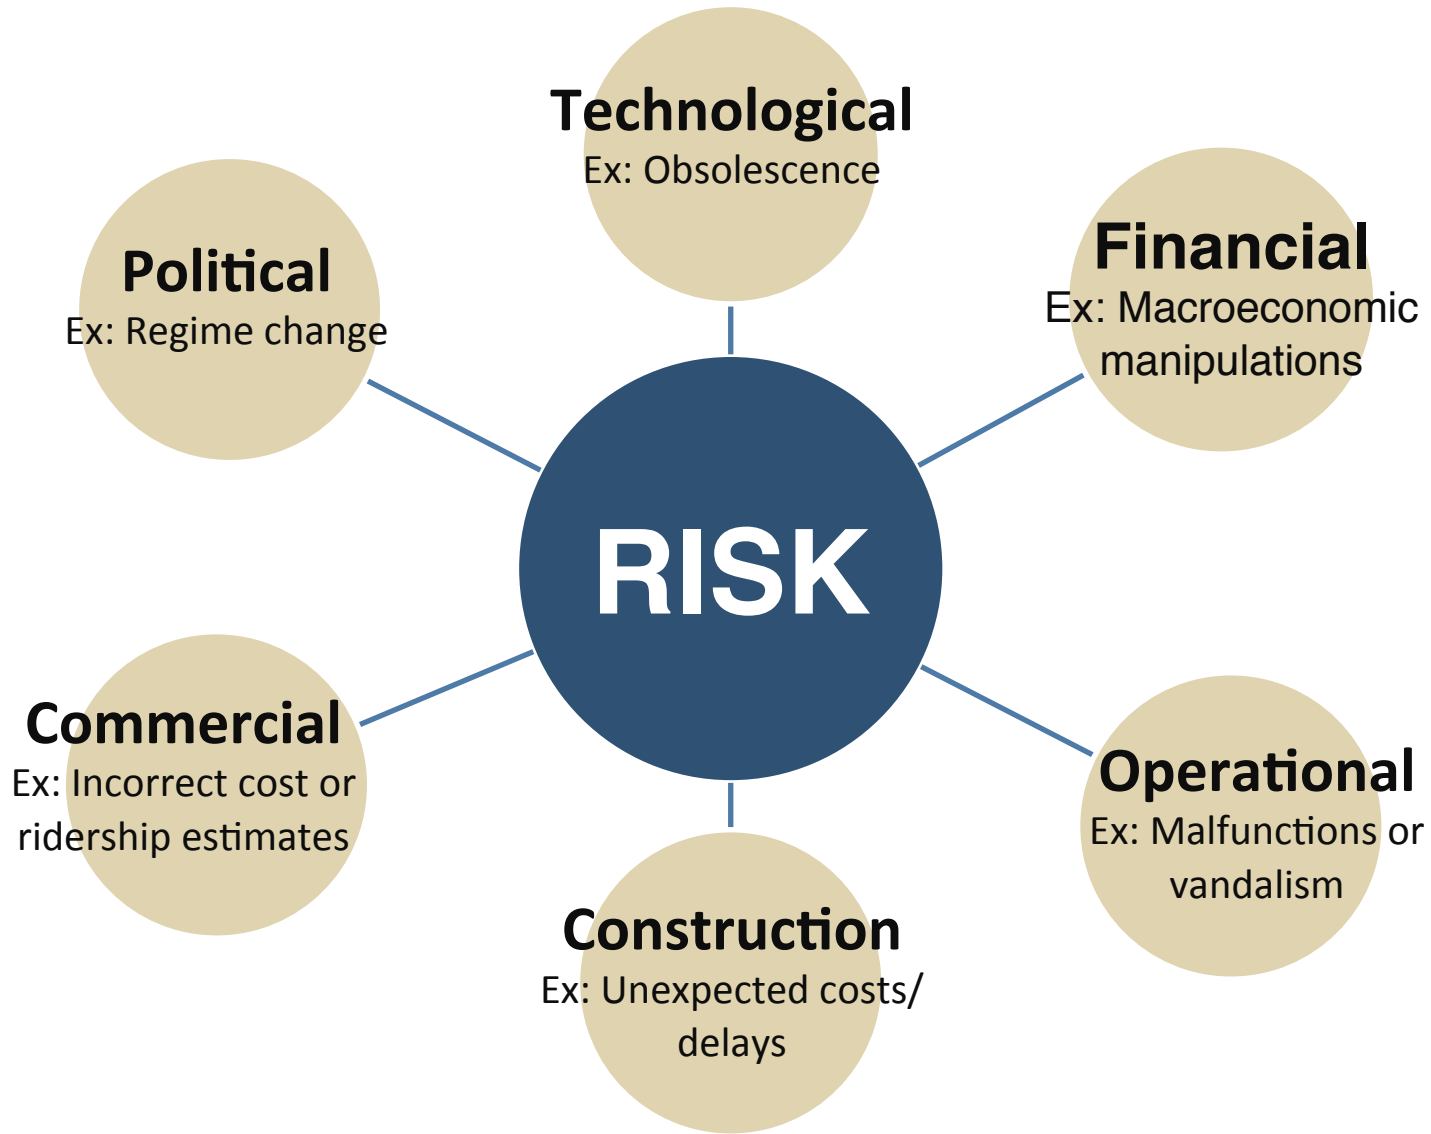 Technological
Ex: Obsolescence
Political
Ex: Regime change
Financial
Ex: Macroeconomic
manipulations
RISK
Commercial
Ex: Incorrect cost or
ridership estimates
Operational
Ex: Malfunctions or
vandalism
Construction
Ex: Unexpected costs/
delays